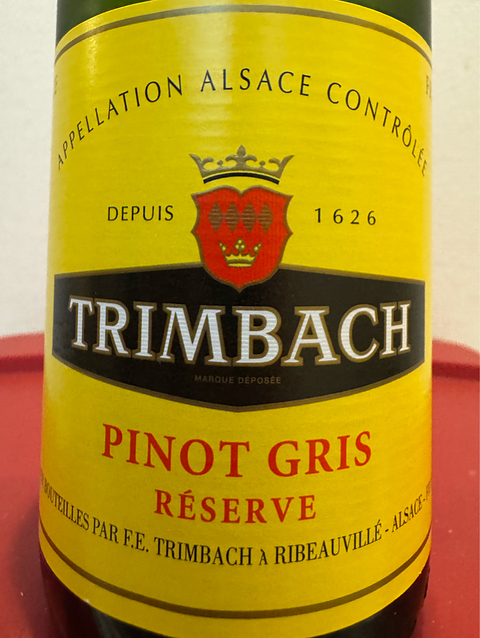 APPELLATION ALSACE CONTRÔLÉE
DEPUIS 1626
TRIMBACH
MARQUE DÉPOSÉE
PINOT GRIS
RÉSERVE
BOUTEILLES PAR F.E. TRIMBACH À RIBEAUVILLÉ - ALSACE -